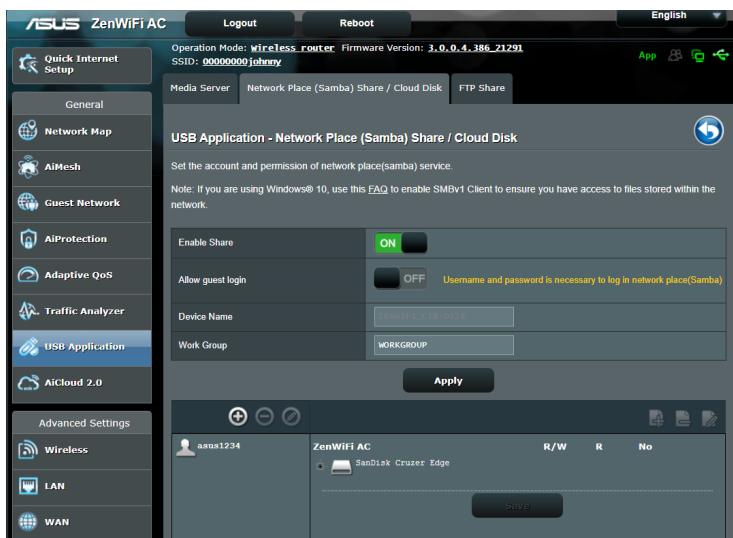 ASUS ZenWiFi AC
Logout
Reboot
English
Quick Internet
Setup
General
Network Map
AiMesh
Guest Network
AiProtection
Adaptive QoS
Traffic Analyzer
USB Application
AiCloud 2.0
Advanced Settings
Wireless
LAN
WAN
Operation Mode: Wireless router Firmware Version: 3.0.0.4.386_21291
SSID: 00000000johnny
App
Media Server
Network Place (Samba) Share / Cloud Disk
FTP Share
USB Application - Network Place (Samba) Share / Cloud Disk
Set the account and permission of network place(samba) service.
Note: If you are using Windows® 10, use this FAQ to enable SMBv1 Client to ensure you have access to files stored within the
network.
Enable Share
ON
Allow guest login
OFF
Username and password is necessary to log in network place(Samba)
Device Name
Work Group
WORKGROUP
Apply
asus1234
ZenWiFi AC
R/W
R
No
SanDisk Cruzer Edge
Save